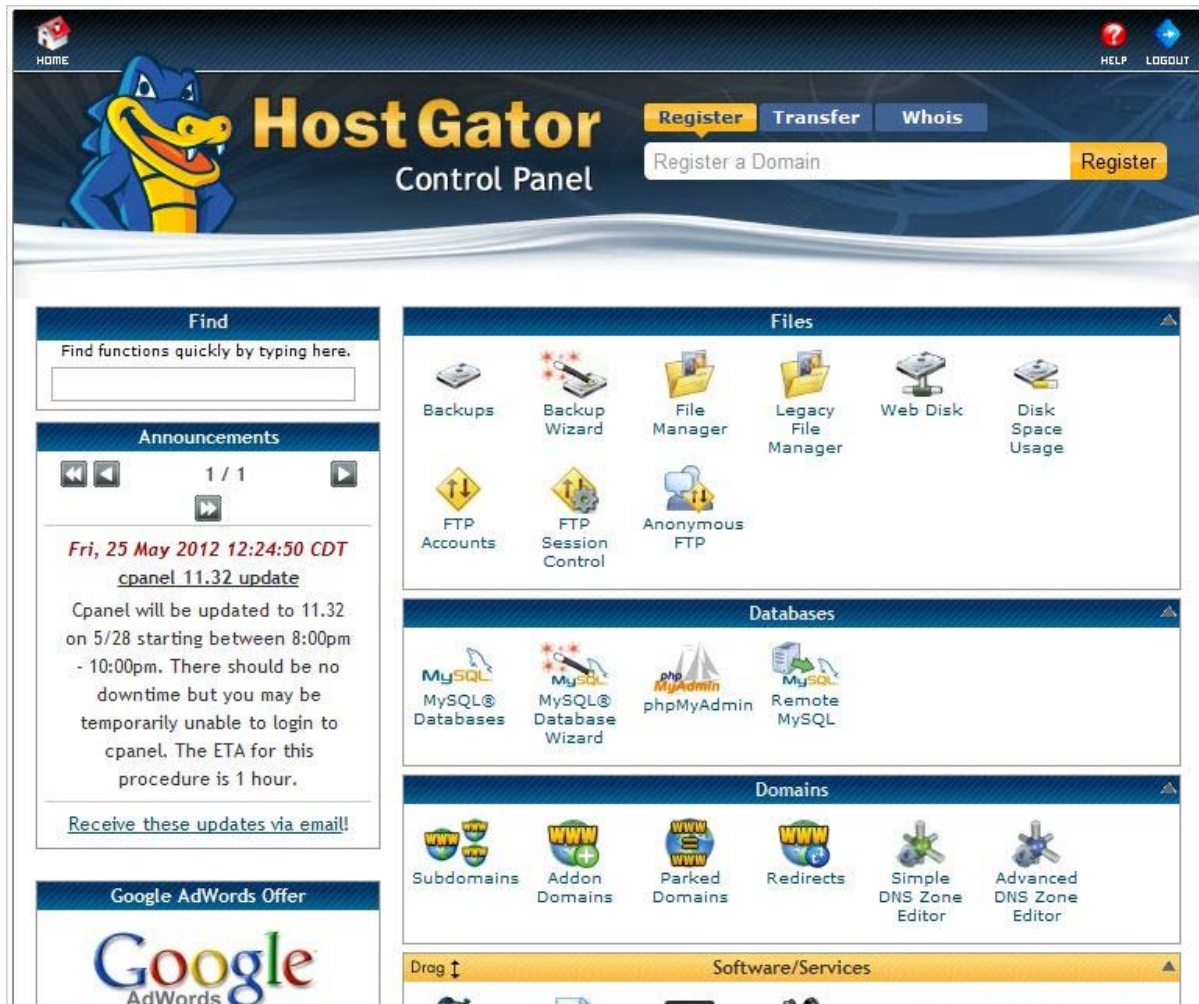 HOME
HELP LOGOUT
HostGator
Control Panel
Register Transfer Whois
Register a Domain Register
Find
Find functions quickly by typing here.
Announcements
1 / 1
Fri, 25 May 2012 12:24:50 CDT
cpanel 11.32 update
Cpanel will be updated to 11.32
on 5/28 starting between 8:00pm
- 10:00pm. There should be no
downtime but you may be
temporarily unable to login to
cpanel. The ETA for this
procedure is 1 hour.
Receive these updates via email!
Google AdWords Offer
Google
AdWords
Files
Backups
Backup
Wizard
File
Manager
Legacy
File
Manager
Web Disk
Disk
Space
Usage
FTP
Accounts
FTP
Session
Control
Anonymous
FTP
Databases
MySQL
MySQL®
Databases
MySQL
MySQL®
Database
Wizard
php
MyAdmin
phpMyAdmin
MySQL
Remote
MySQL
Domains
WWW WWW
WWW
Subdomains
WWW
Addon
Domains
WWW
=
WWW
Parked
Domains
WWW
Redirects
Simple
DNS Zone
Editor
Advanced
DNS Zone
Editor
Drag Software/Services